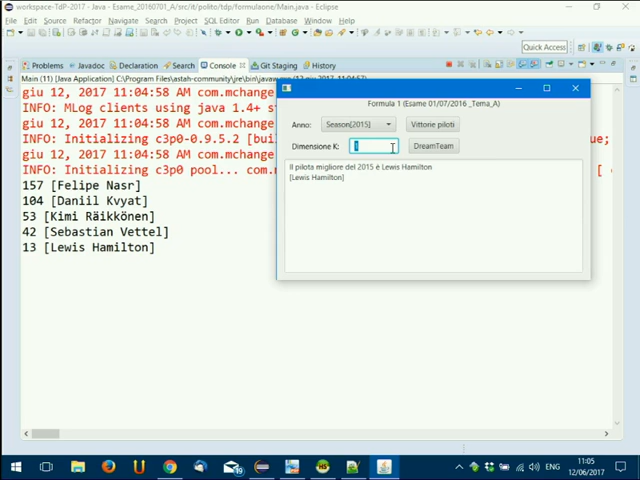 workspace-TdP-2017 - Java - Esame_20160701_A/src/it/polito/tdp/formulaone/Main.java - Eclipse
File Edit Source Refactor Navigate Search Project SQL Editor Run Database Window Help
Quick Access
Problems Javadoc Declaration Search Console Git Staging History
Main (11) [Java Application] C:\Program Files\astah-community\jre\bin\javaw.exe
giu 12, 2017 11:04:58 AM com.mchange
INFO: MLog clients using java 1.4+ st
giu 12, 2017 11:04:58 AM com.mchange
INFO: Initializing c3p0-0.9.5.2 [buil
giu 12, 2017 11:04:58 AM com.mchange
INFO: Initializing c3p0 pool... com.m
157 [Felipe Nasr]
104 [Daniil Kvyat]
53 [Kimi Räikkönen]
42 [Sebastian Vettel]
13 [Lewis Hamilton]
Formula 1 (Esame 01/07/2016 _Tema_A)
Anno: Season[2015] Vittorie piloti
Dimensione K: 1 DreamTeam
Il pilota migliore del 2015 è Lewis Hamilton
[Lewis Hamilton]
19
HS
ENG
11:05
12/06/2017